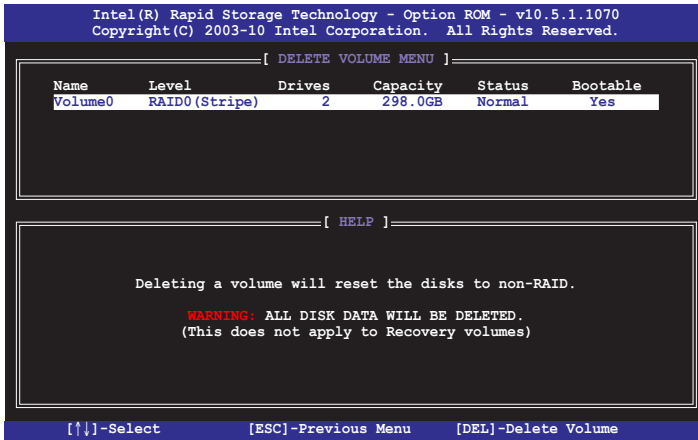 Intel(R) Rapid Storage Technology - Option ROM - v10.5.1.1070
Copyright(C) 2003-10 Intel Corporation. All Rights Reserved.
[ DELETE VOLUME MENU ]
Name Level Drives Capacity Status Bootable
Volume0 RAID0(Stripe) 2 298.0GB Normal Yes
[ HELP ]
Deleting a volume will reset the disks to non-RAID.
WARNING: ALL DISK DATA WILL BE DELETED.
(This does not apply to Recovery volumes)
[↑↓]-Select [ESC]-Previous Menu [DEL]-Delete Volume